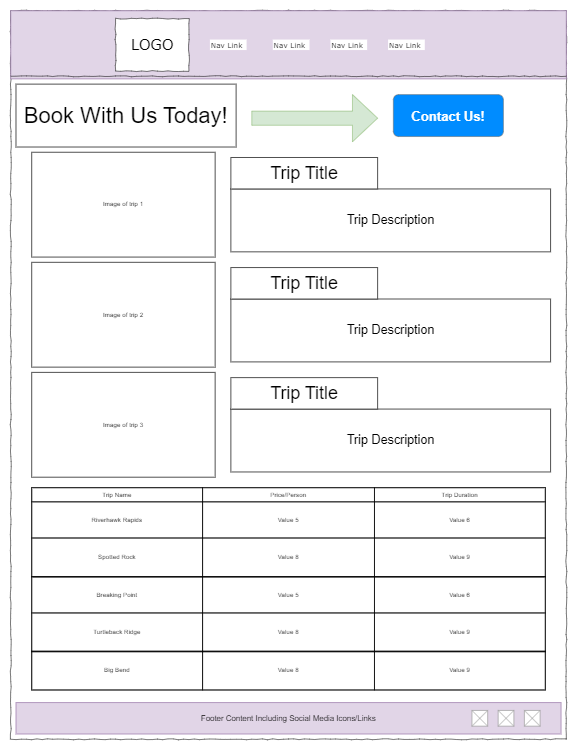 LOGO
Nav Link
Nav Link
Nav Link
Nav Link
Book With Us Today!
Contact Us!
Image of trip 1
Trip Title
Trip Description
Image of trip 2
Trip Title
Trip Description
Image of trip 3
Trip Title
Trip Description
Trip Name Price/Person Trip Duration
Riverhawk Rapids Value 5 Value 6
Spotted Rock Value 8 Value 9
Breaking Point Value 5 Value 6
Turtleback Ridge Value 8 Value 9
Big Bend Value 8 Value 9
Footer Content Including Social Media Icons/Links